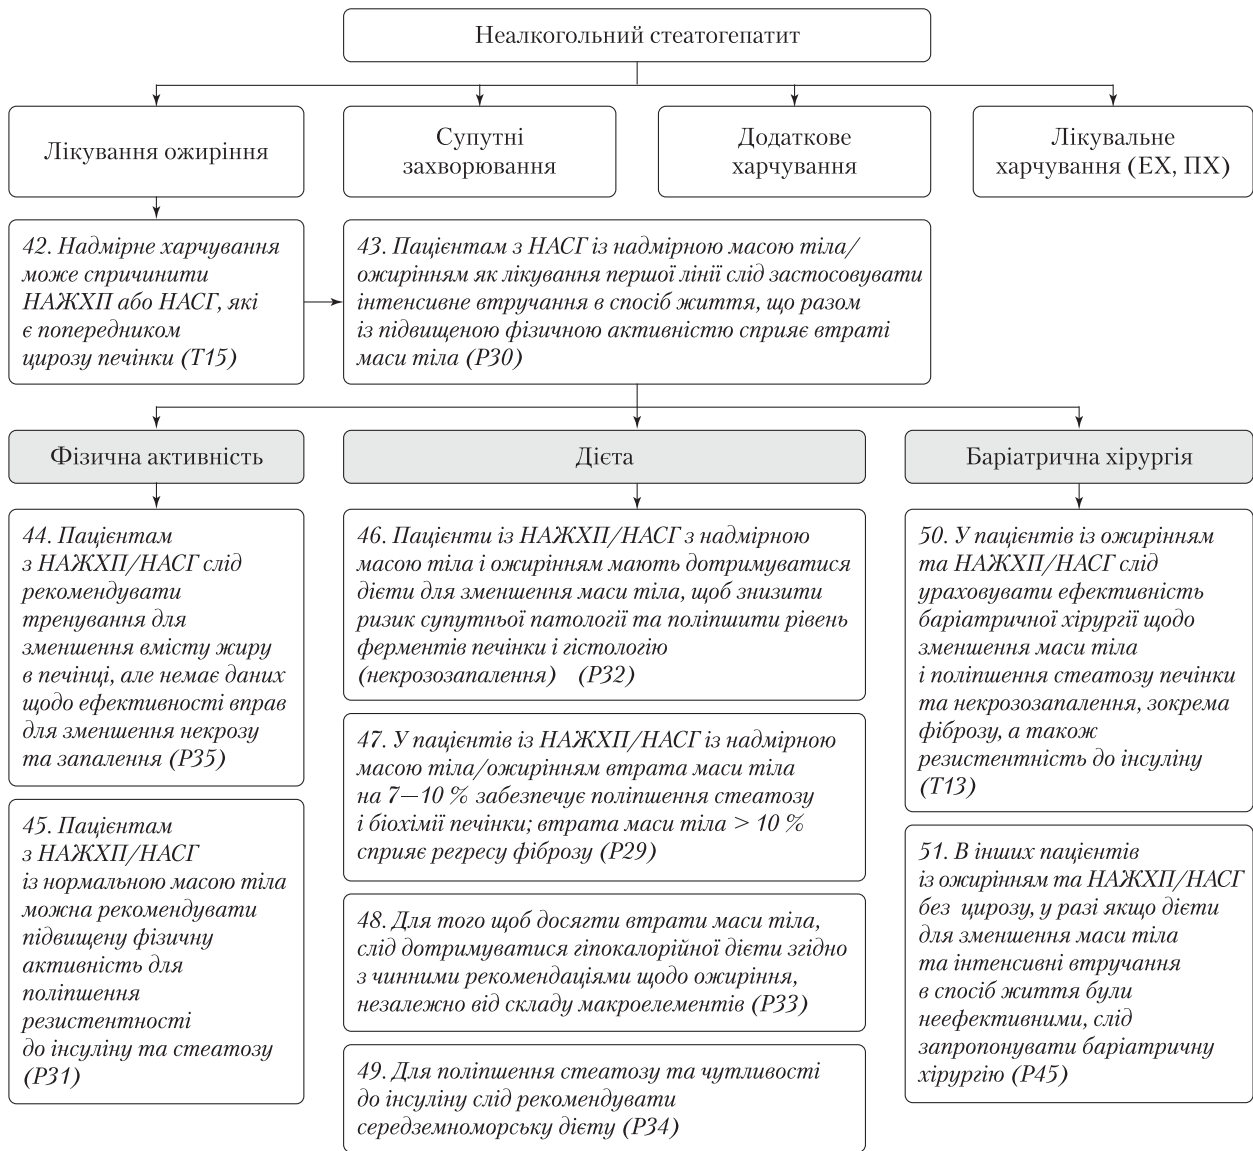 Неалкогольний стеатогепатит
Лікування ожиріння
Супутні
захворювання
Додаткове
харчування
Лікувальне
харчування (ЕХ, ПХ)
42. Надмірне харчування
може спричинити
НАЖХП або НАСГ, які
є попередником
цирозу печінки (Т15)
43. Пацієнтам з НАСГ із надмірною масою тіла/
ожирінням як лікування першої лінії слід застосовувати
інтенсивне втручання в спосіб життя, що разом
із підвищеною фізичною активністю сприяє втраті
маси тіла (Р30)
Фізична активність
44. Пацієнтам
з НАЖХП/НАСГ слід
рекомендувати
тренування для
зменшення вмісту жиру
в печінці, але немає даних
щодо ефективності вправ
для зменшення некрозу
та запалення (Р35)
45. Пацієнтам
з НАЖХП/НАСГ
із нормальною масою тіла
можна рекомендувати
підвищену фізичну
активність для
поліпшення
резистентності
до інсуліну та стеатозу
(Р31)
Дієта
46. Пацієнти із НАЖХП/НАСГ з надмірною
масою тіла і ожирінням мають дотримуватися
дієти для зменшення маси тіла, щоб знизити
ризик супутньої патології та поліпшити рівень
ферментів печінки і гістологію
(некрозозапалення) (Р32)
47. У пацієнтів із НАЖХП/НАСГ із надмірною
масою тіла/ожирінням втрата маси тіла
на 7—10 % забезпечує поліпшення стеатозу
і біохімії печінки; втрата маси тіла > 10 %
сприяє регресу фіброзу (Р29)
48. Для того щоб досягти втрати маси тіла,
слід дотримуватися гіпокалорійної дієти згідно
з чинними рекомендаціями щодо ожиріння,
незалежно від складу макроелементів (Р33)
49. Для поліпшення стеатозу та чутливості
до інсуліну слід рекомендувати
середземноморську дієту (Р34)
Баріатрична хірургія
50. У пацієнтів із ожирінням
та НАЖХП/НАСГ слід
ураховувати ефективність
баріатричної хірургії щодо
зменшення маси тіла
і поліпшення стеатозу печінки
та некрозозапалення, зокрема
фіброзу, а також
резистентність до інсуліну
(Т13)
51. В інших пацієнтів
із ожирінням та НАЖХП/НАСГ
без цирозу, у разі якщо дієти
для зменшення маси тіла
та інтенсивні втручання
в спосіб життя були
неефективними, слід
запропонувати баріатричну
хірургію (Р45)